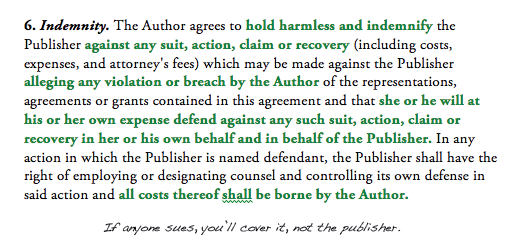 6. Indemnity. The Author agrees to hold harmless and indemnify the
Publisher against any suit, action, claim or recovery (including costs,
expenses, and attorney's fees) which may be made against the Publisher
alleging any violation or breach by the Author of the representations,
agreements or grants contained in this agreement and that she or he will at
his or her own expense defend against any such suit, action, claim or
recovery in her or his own behalf and in behalf of the Publisher. In any
action in which the Publisher is named defendant, the Publisher shall have the
right of employing or designating counsel and controlling its own defense in
said action and all costs thereof shall be borne by the Author.
If anyone sues, you'll cover it, not the publisher.